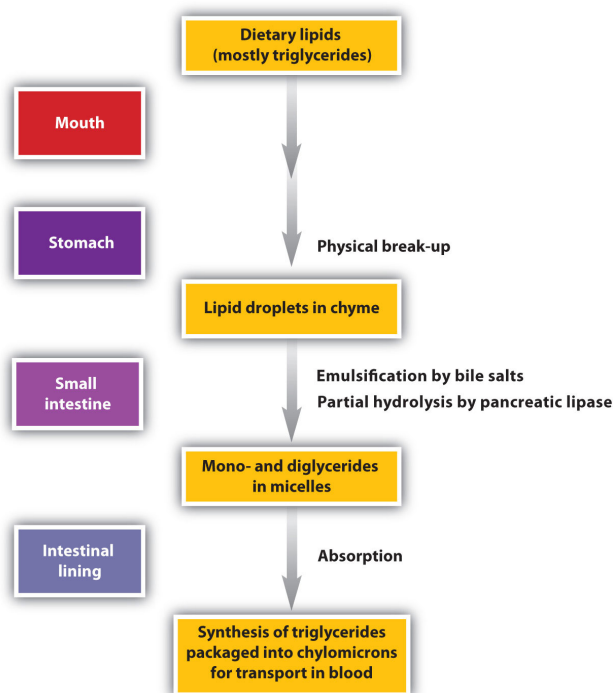 Dietary lipids
(mostly triglycerides)
Mouth
Stomach
Physical break-up
Lipid droplets in chyme
Small
intestine
Emulsification by bile salts
Partial hydrolysis by pancreatic lipase
Mono- and diglycerides
in micelles
Intestinal
lining
Absorption
Synthesis of triglycerides
packaged into chylomicrons
for transport in blood